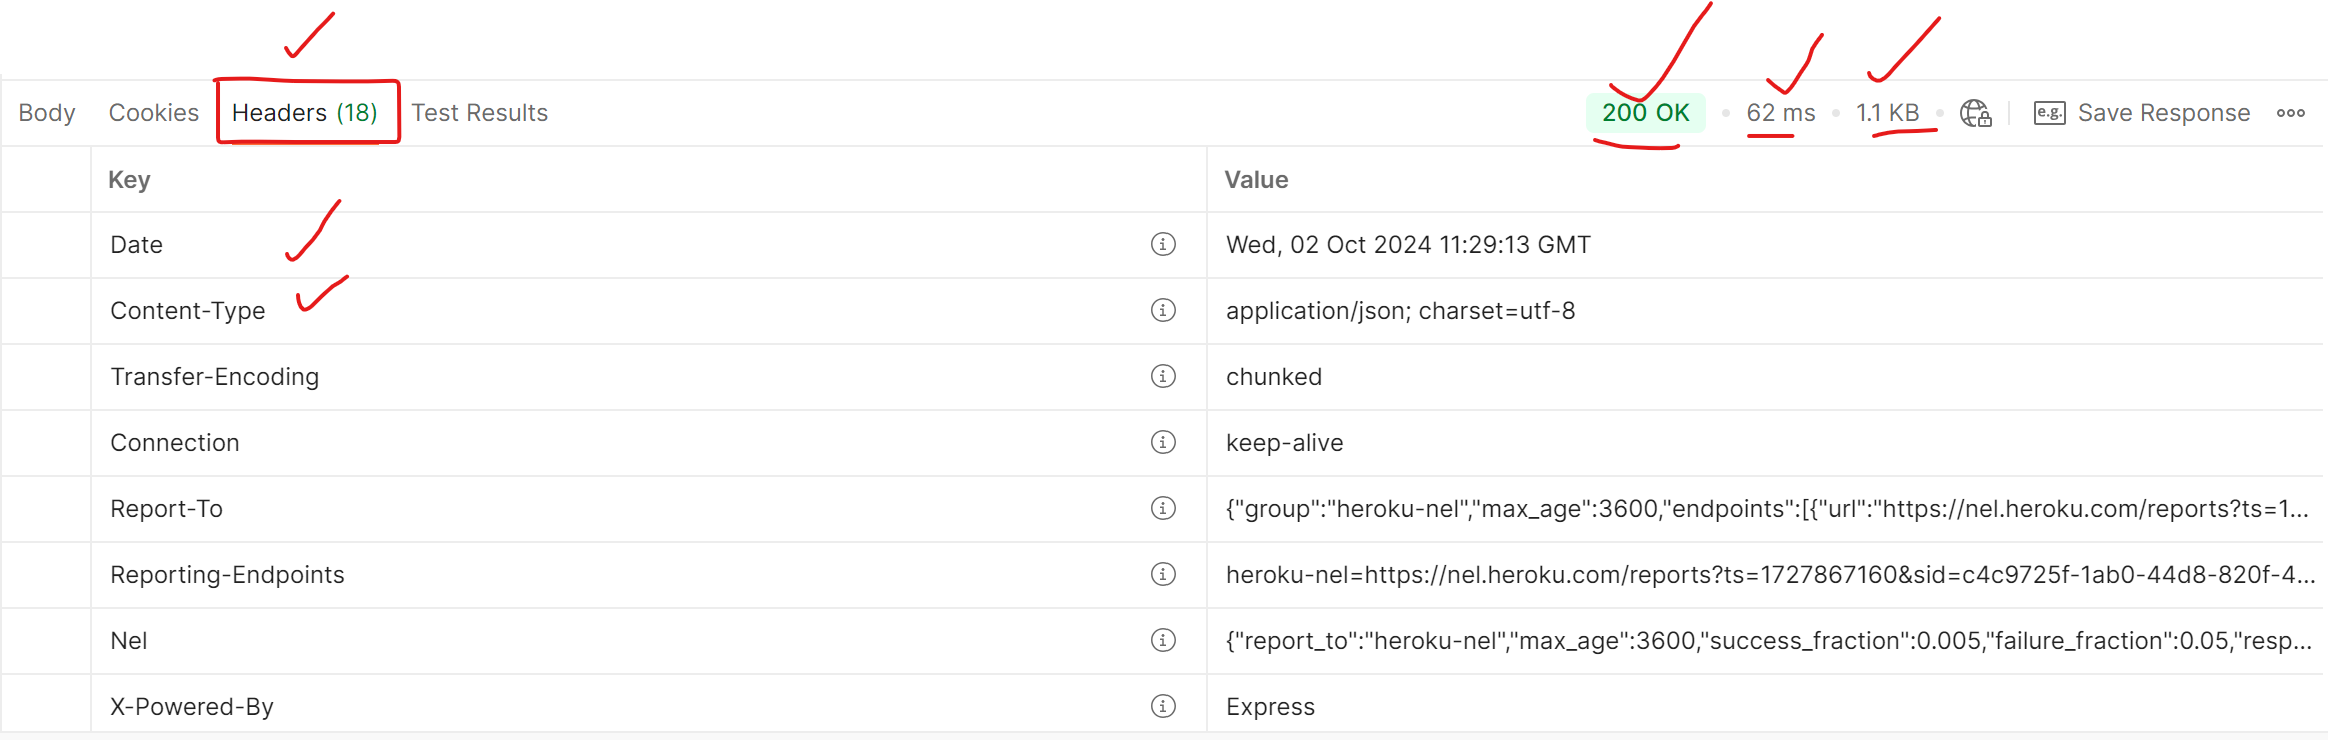 Body Cookies Headers (18) Test Results 200 OK • 62 ms • 1.1 KB • e.g. Save Response
Key Value
Date Wed, 02 Oct 2024 11:29:13 GMT
Content-Type application/json; charset=utf-8
Transfer-Encoding chunked
Connection keep-alive
Report-To {"group":"heroku-nel","max_age":3600,"endpoints":[{"url":"https://nel.heroku.com/reports?ts=1...
Reporting-Endpoints heroku-nel=https://nel.heroku.com/reports?ts=1727867160&sid=c4c9725f-1ab0-44d8-820f-4...
Nel {"report_to":"heroku-nel","max_age":3600,"success_fraction":0.005,"failure_fraction":0.05,"resp...
X-Powered-By Express